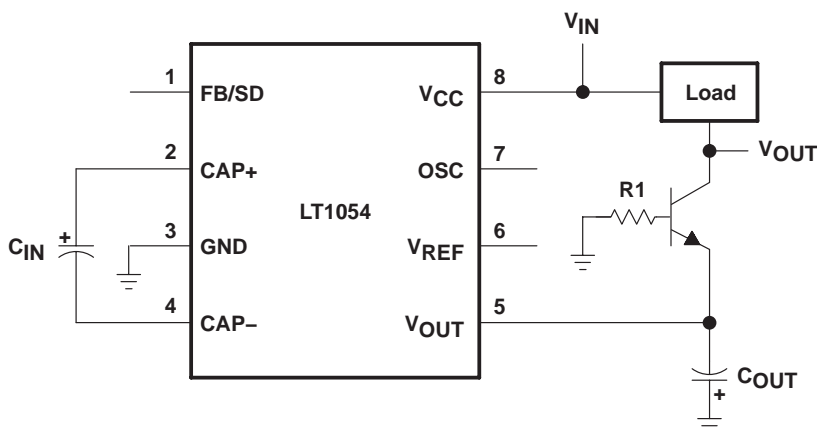 VIN
1
FB/SD
VCC
8
Load
2
CAP+
OSC
7
VOUT
R1
LT1054
CIN
+
3
GND
VREF
6
4
CAP−
VOUT
5
COUT
+